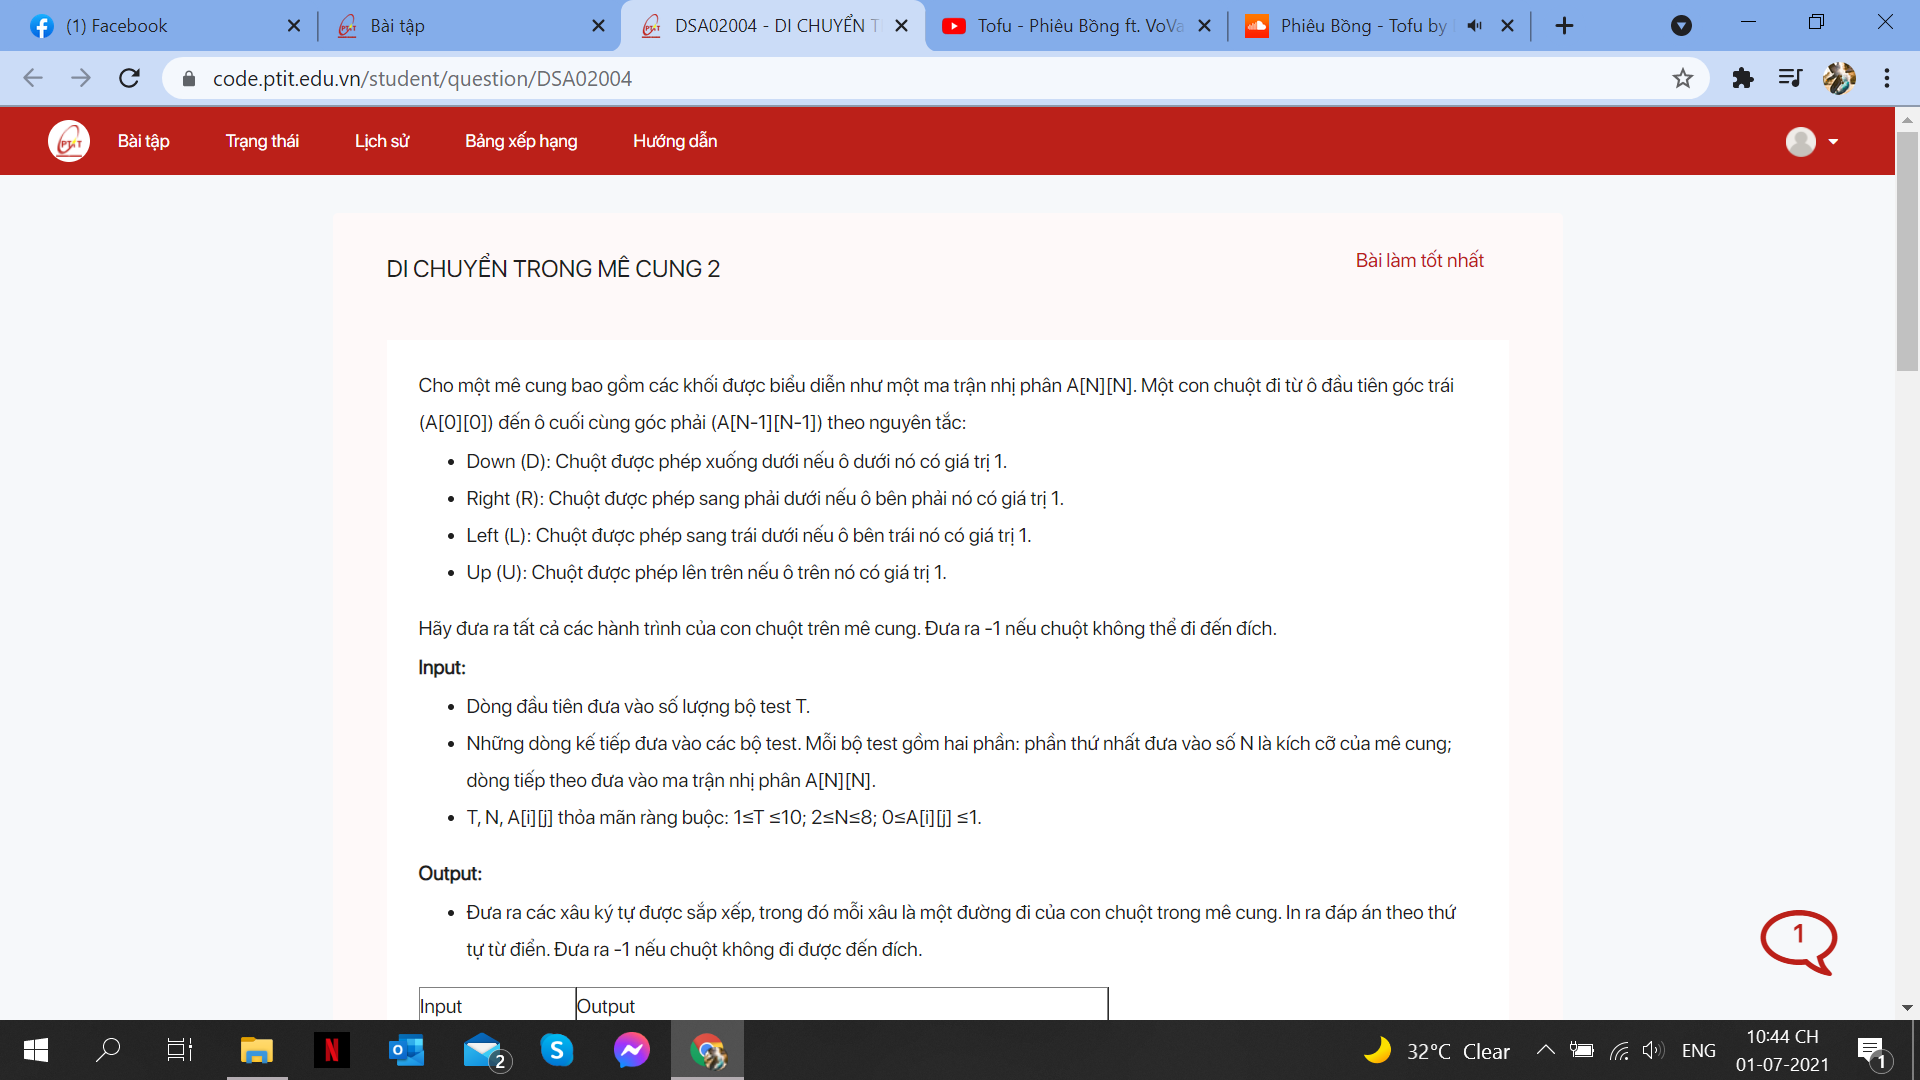 (1) Facebook
Bài tập
DSA02004 - DI CHUYỂN T
Tofu - Phiêu Bồng ft. VoVa
Phiêu Bồng - Tofu by
code.ptit.edu.vn/student/question/DSA02004
PTIT
Bài tập
Trạng thái
Lịch sử
Bảng xếp hạng
Hướng dẫn
DI CHUYỂN TRONG MÊ CUNG 2
Bài làm tốt nhất
Cho một mê cung bao gồm các khối được biểu diễn như một ma trận nhị phân A[N][N]. Một con chuột đi từ ô đầu tiên góc trái
(A[0][0]) đến ô cuối cùng góc phải (A[N-1][N-1]) theo nguyên tắc:
• Down (D): Chuột được phép xuống dưới nếu ô dưới nó có giá trị 1.
• Right (R): Chuột được phép sang phải dưới nếu ô bên phải nó có giá trị 1.
• Left (L): Chuột được phép sang trái dưới nếu ô bên trái nó có giá trị 1.
• Up (U): Chuột được phép lên trên nếu ô trên nó có giá trị 1.
Hãy đưa ra tất cả các hành trình của con chuột trên mê cung. Đưa ra -1 nếu chuột không thể đi đến đích.
Input:
• Dòng đầu tiên đưa vào số lượng bộ test T.
• Những dòng kế tiếp đưa vào các bộ test. Mỗi bộ test gồm hai phần: phần thứ nhất đưa vào số N là kích cỡ của mê cung;
dòng tiếp theo đưa vào ma trận nhị phân A[N][N].
• T, N, A[i][j] thỏa mãn ràng buộc: 1≤T ≤10; 2≤N≤8; 0≤A[i][j] ≤1.
Output:
• Đưa ra các xâu ký tự được sắp xếp, trong đó mỗi xâu là một đường đi của con chuột trong mê cung. In ra đáp án theo thứ
tự từ điển. Đưa ra -1 nếu chuột không đi được đến đích.
1
Input
Output
2
32°C Clear
ENG
10:44 CH
01-07-2021
1